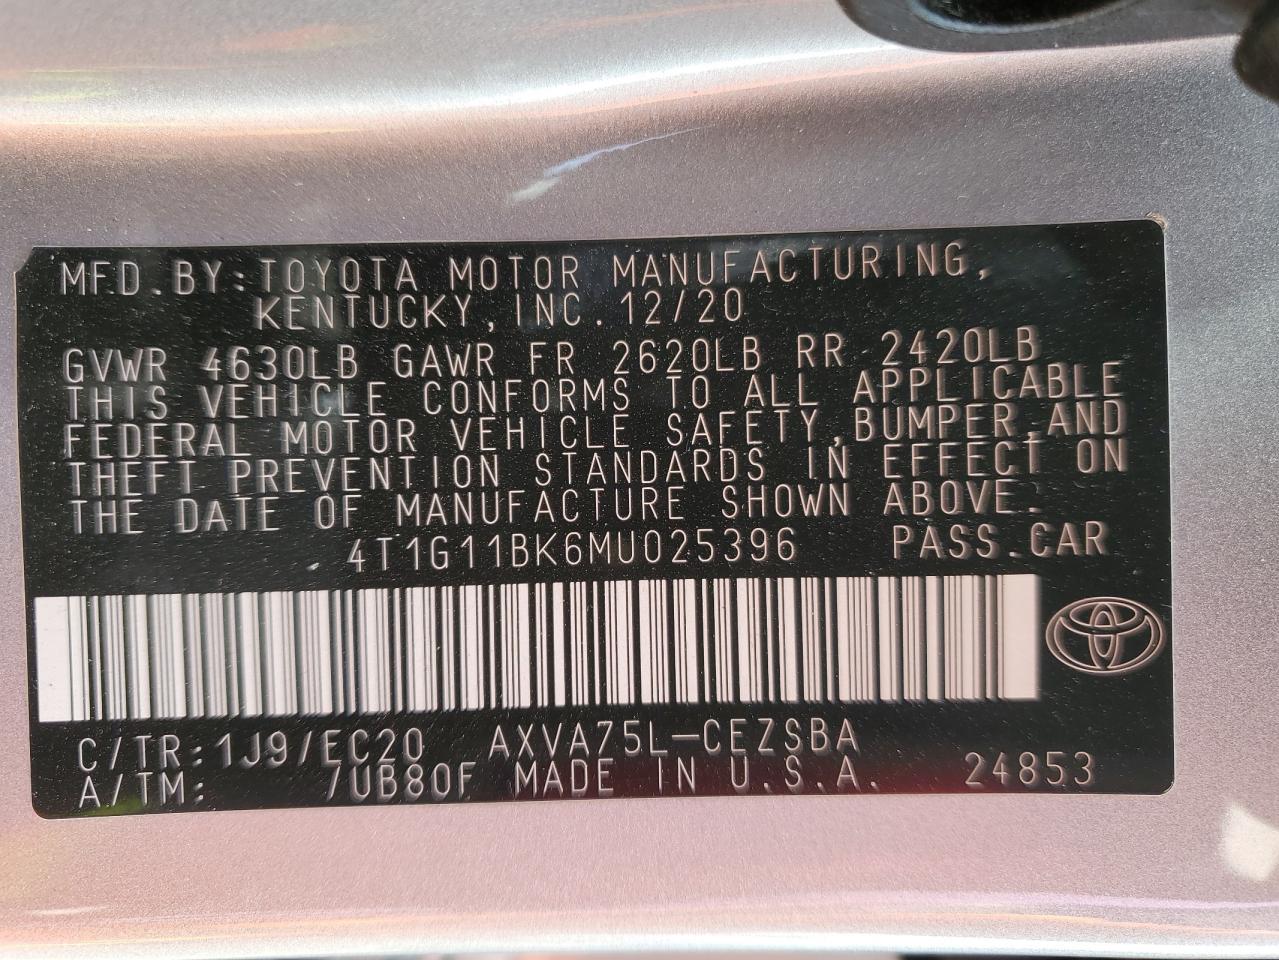 MFD.BY:TOYOTA MOTOR MANUFACTURING,
KENTUCKY,INC.12/20
GVWR 4630LB GAWR FR 2620LB RR 2420LB
THIS VEHICLE CONFORMS TO ALL APPLICABLE
FEDERAL MOTOR VEHICLE SAFETY,BUMPER,AND
THEFT PREVENTION STANDARDS IN EFFECT ON
THE DATE OF MANUFACTURE SHOWN ABOVE.
4T1G11BK6MU025396 PASS.CAR
C/TR:1J9/EC20 AXVA75L-CEZSBA
A/TM: /UB80F MADE IN U.S.A. 24853